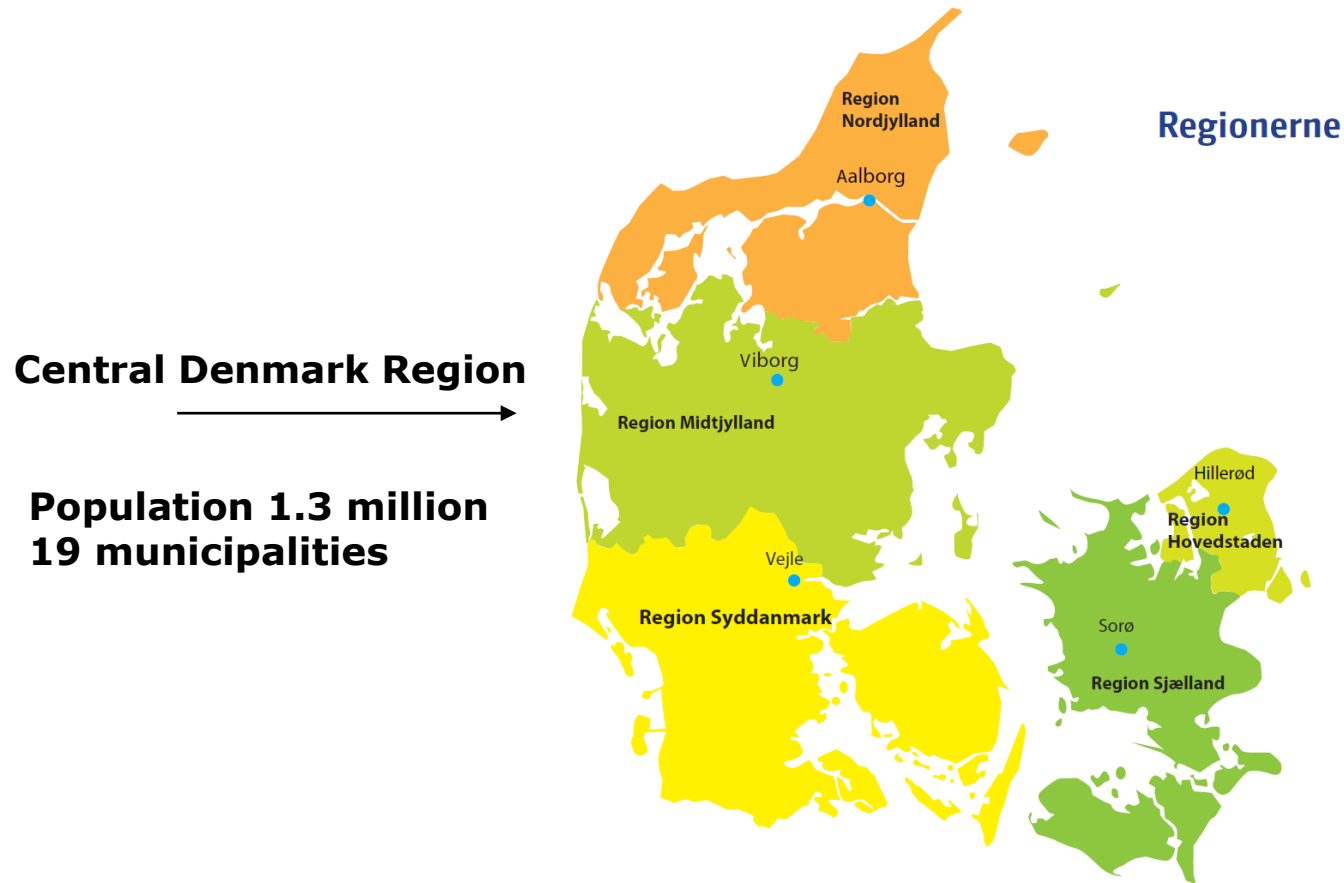 Regionerne
Region
Nordjylland
Aalborg
Central Denmark Region
Viborg
Region Midtjylland
Population 1.3 million
19 municipalities
Hillerød
Region
Hovedstaden
Vejle
Region Syddanmark
Sorø
Region Sjælland